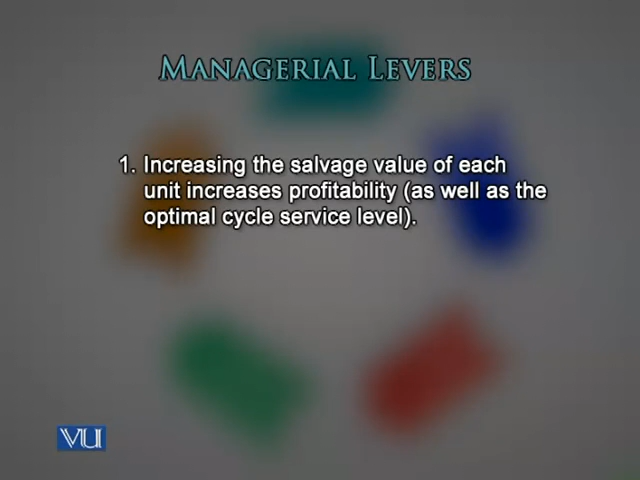 MANAGERIAL LEVERS
1. Increasing the salvage value of each
unit increases profitability (as well as the
optimal cycle service level).
VU